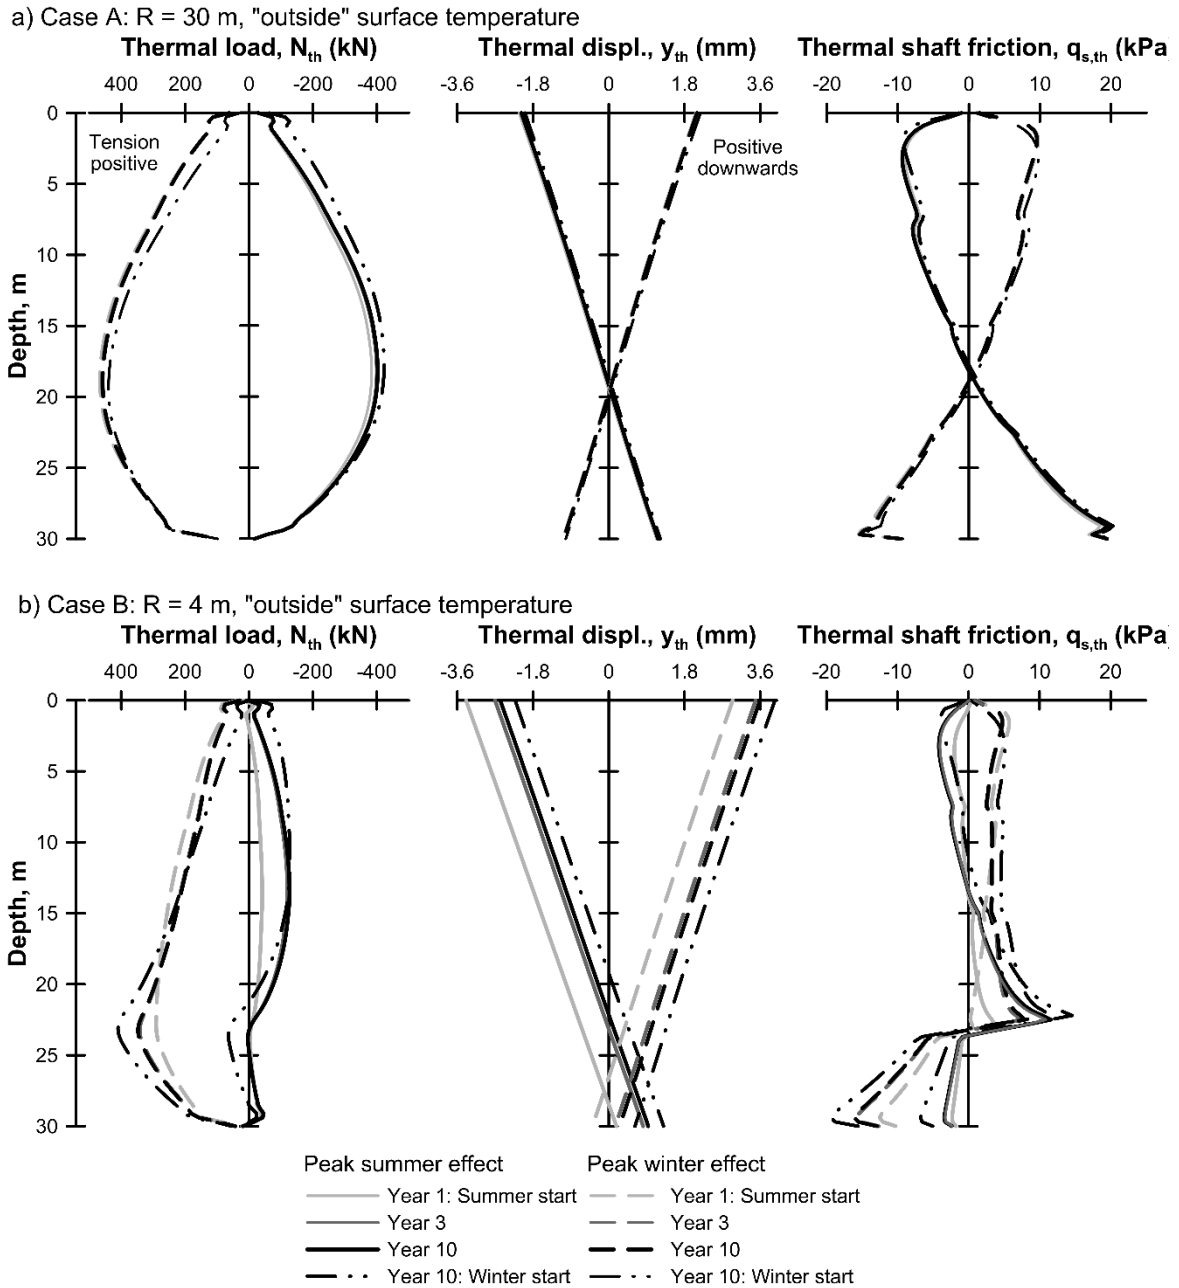 a) Case A: R = 30 m, "outside" surface temperature
Thermal load, Nth (kN) Thermal displ., yth (mm) Thermal shaft friction, qs,th (kPa)
400 200 0 -200 -400 -3.6 -1.8 0 1.8 3.6 -20 -10 0 10 20
0
Tension positive
Positive downwards
5
10
15
20
25
30
Depth, m
b) Case B: R = 4 m, "outside" surface temperature
Thermal load, Nth (kN) Thermal displ., yth (mm) Thermal shaft friction, qs,th (kPa)
400 200 0 -200 -400 -3.6 -1.8 0 1.8 3.6 -20 -10 0 10 20
0
5
10
15
20
25
30
Depth, m
Peak summer effect Peak winter effect
Year 1: Summer start Year 1: Summer start
Year 3 Year 3
Year 10 Year 10
Year 10: Winter start Year 10: Winter start